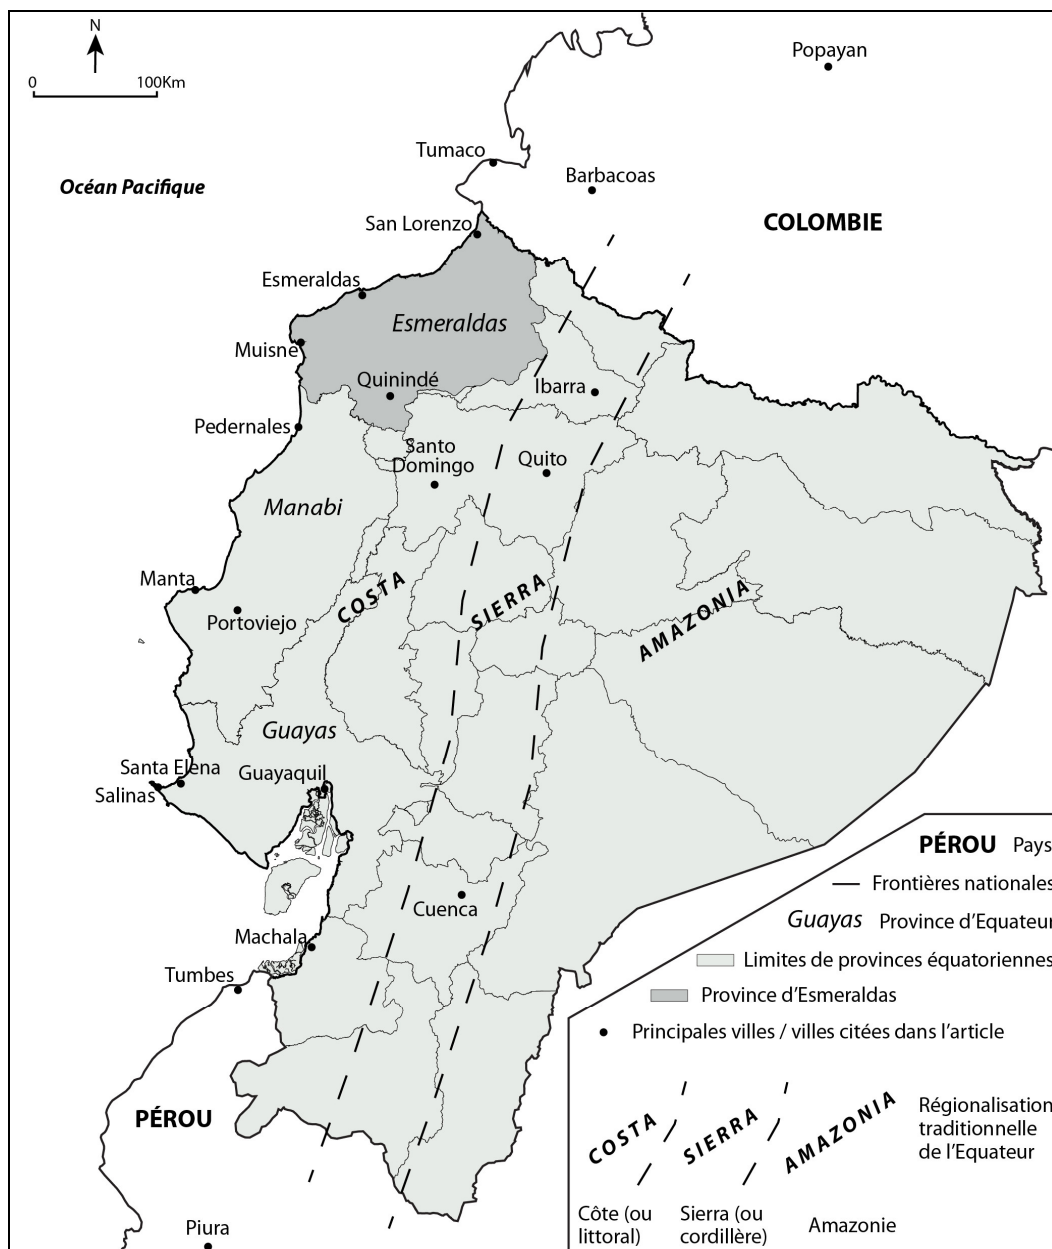 N
0 100Km
Popayan
Tumaco
Océan Pacifique
Barbacoas
San Lorenzo
COLOMBIE
Esmeraldas
Esmeraldas
Muisne
Quinindé
Ibarra
Pedernales
Santo
Domingo
Quito
Manabi
Manta
COSTA
SIERRA
AMAZONIA
Portoviejo
Guayas
Santa Elena
Guayaquil
Salinas
Cuenca
Machala
Tumbes
PÉROU
Piura
PÉROU Pays
Frontières nationales
Guayas Province d'Equateur
Limites de provinces équatoriennes
Province d'Esmeraldas
Principales villes / villes citées dans l'article
COSTA SIERRA AMAZONIA
Régionalisation
traditionnelle
de l'Equateur
Côte (ou
littoral)
Sierra (ou
cordillère)
Amazonie